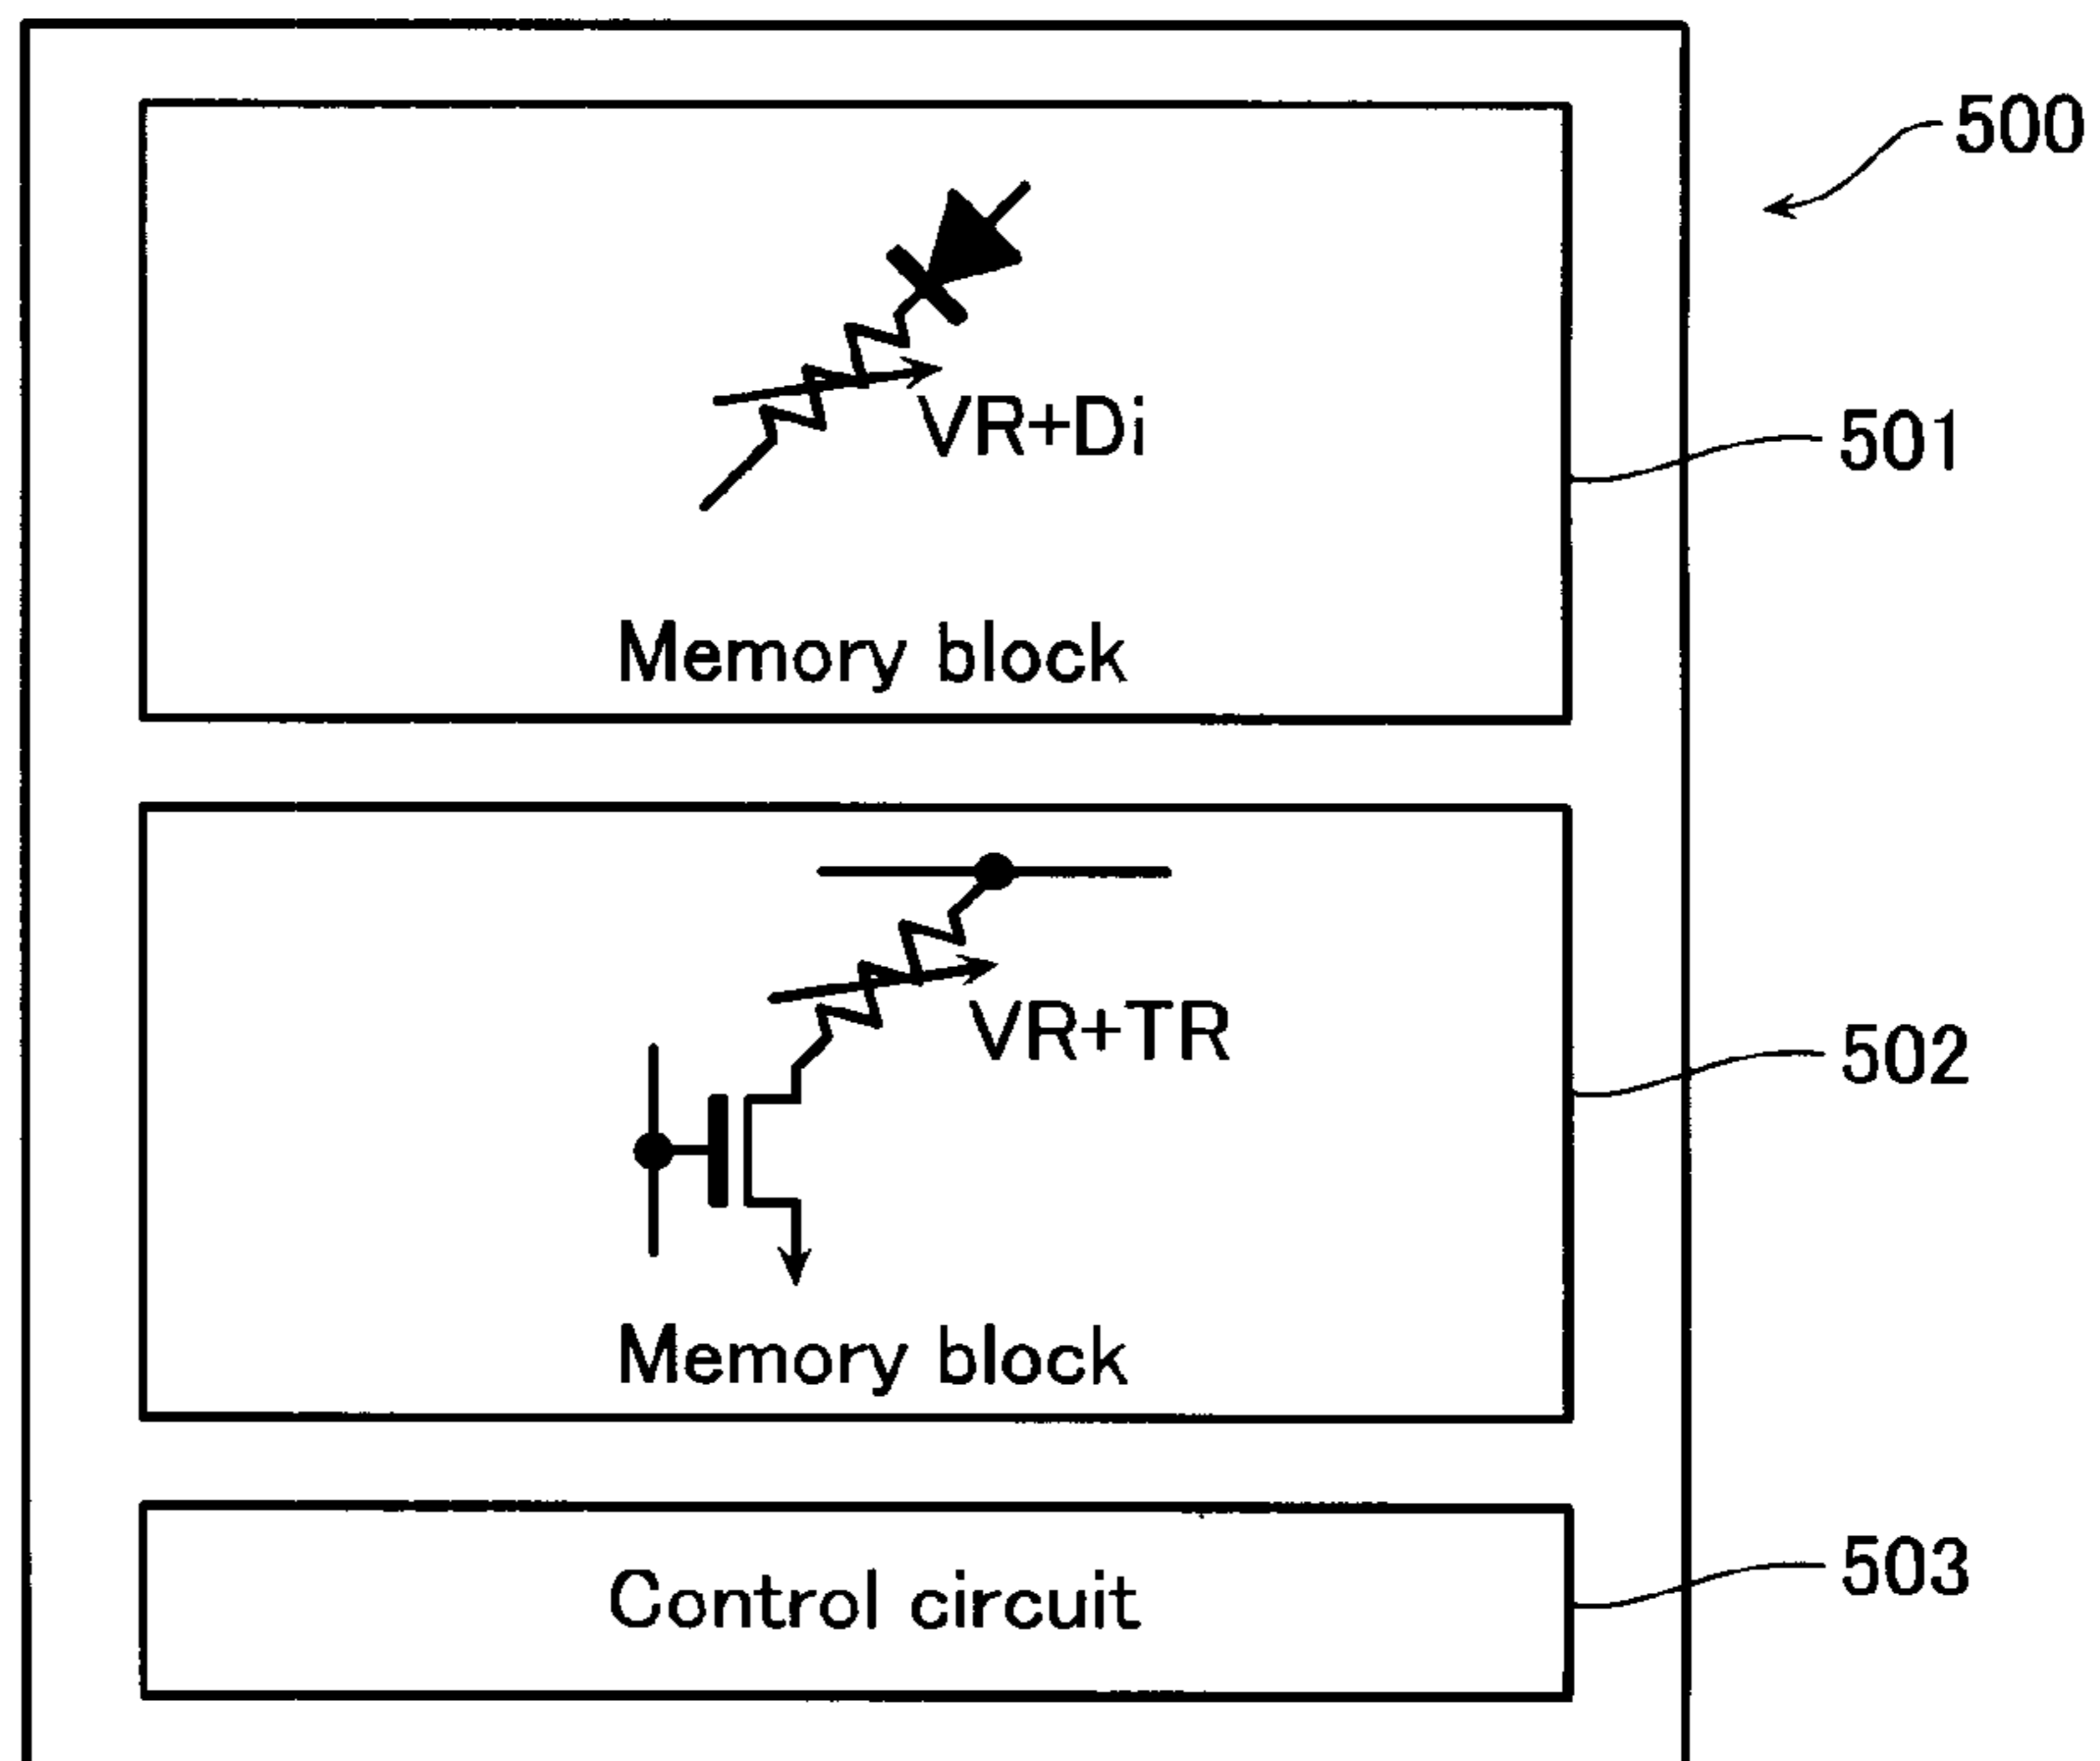 500
VR+Di
501
Memory block
VR+TR
502
Memory block
Control circuit
503